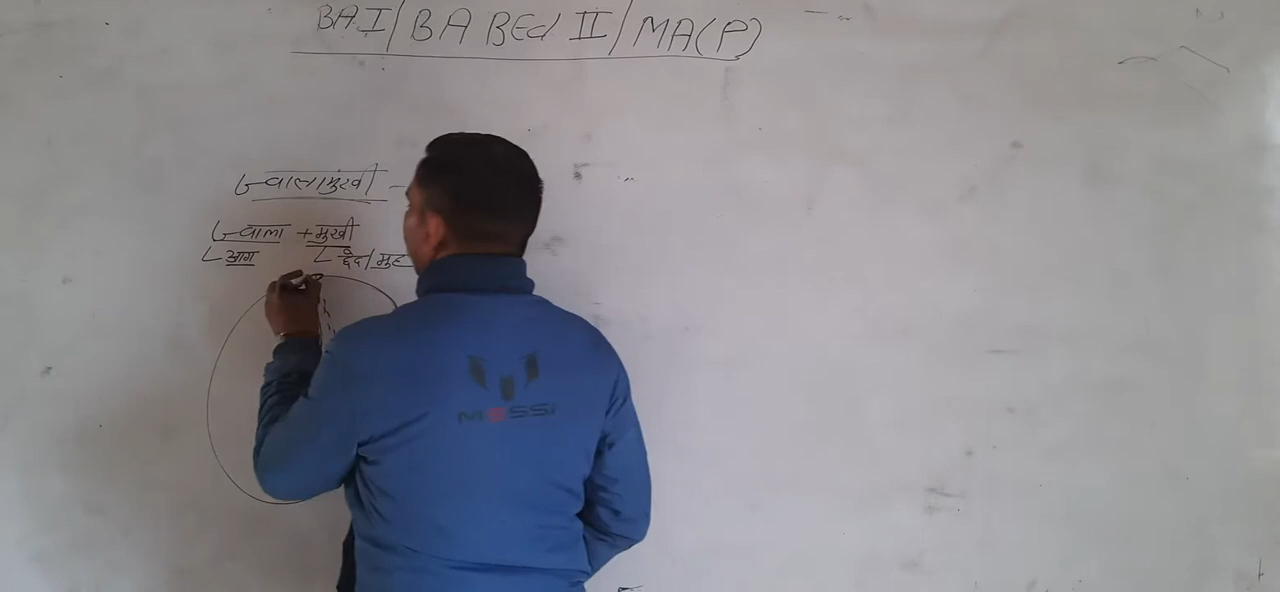 BA I / BA BEd II / MA(P)
ज्वालामुखी -
ज्वाला + मुखी
आग छेद / मुह
MESSI